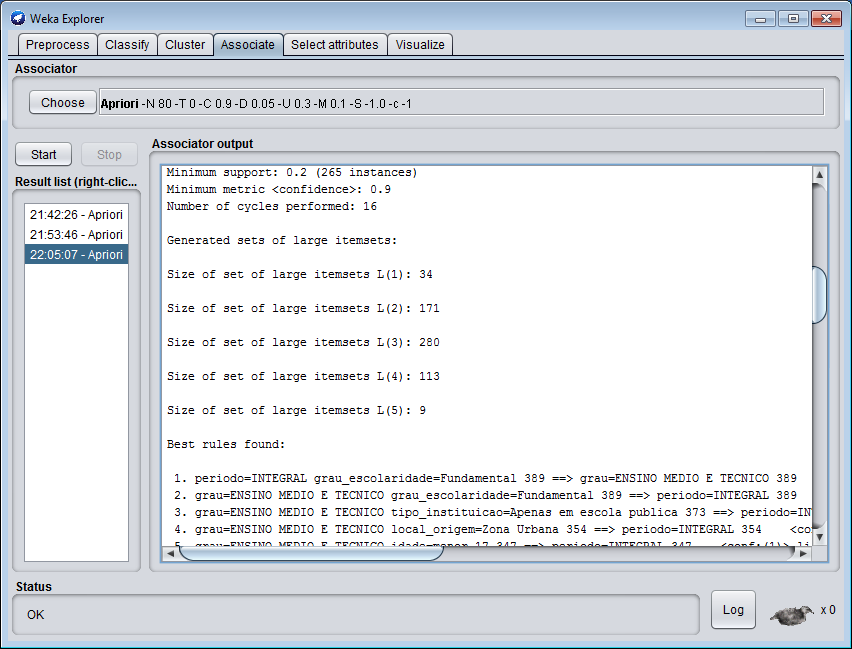 Weka Explorer
Preprocess Classify Cluster Associate Select attributes Visualize
Associator
Choose Apriori -N 80 -T 0 -C 0.9 -D 0.05 -U 0.3 -M 0.1 -S -1.0 -c -1
Start Stop
Result list (right-clic...
21:42:26 - Apriori
21:53:46 - Apriori
22:05:07 - Apriori
Associator output
Minimum support: 0.2 (265 instances)
Minimum metric <confidence>: 0.9
Number of cycles performed: 16
Generated sets of large itemsets:
Size of set of large itemsets L(1): 34
Size of set of large itemsets L(2): 171
Size of set of large itemsets L(3): 280
Size of set of large itemsets L(4): 113
Size of set of large itemsets L(5): 9
Best rules found:
1. periodo=INTEGRAL grau_escolaridade=Fundamental 389 ==> grau=ENSINO MEDIO E TECNICO 389
2. grau=ENSINO MEDIO E TECNICO grau_escolaridade=Fundamental 389 ==> periodo=INTEGRAL 389
3. grau=ENSINO MEDIO E TECNICO tipo_instituicao=Apenas em escola publica 373 ==> periodo=IN
4. grau=ENSINO MEDIO E TECNICO local_origem=Zona Urbana 354 ==> periodo=INTEGRAL 354 <co
5. grau=ENSINO MEDIO E TECNICO idade=menor 17 347 ==> periodo=INTEGRAL 347 <conf:(1)> li
Status
OK
Log
x 0